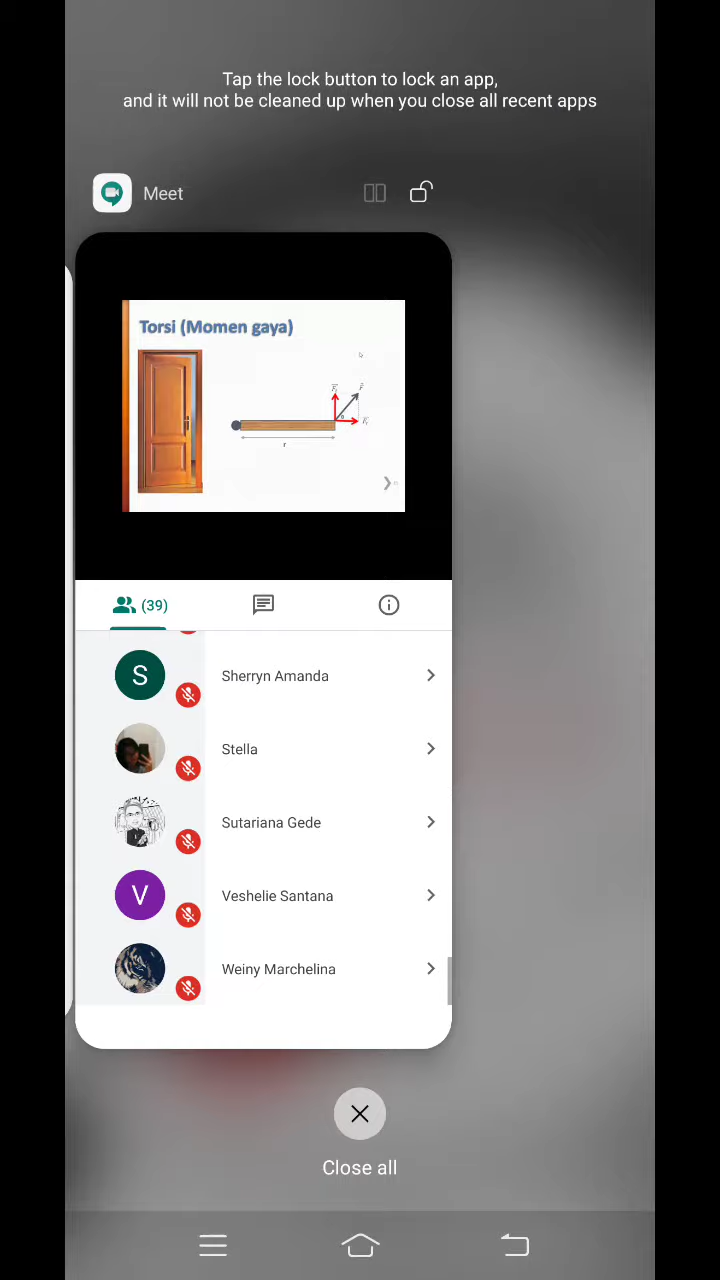 Tap the lock button to lock an app,
and it will not be cleaned up when you close all recent apps
Meet
Torsi (Momen gaya)
r
(39)
S
Sherryn Amanda
Stella
Sutariana Gede
V
Veshelie Santana
Weiny Marchelina
Close all